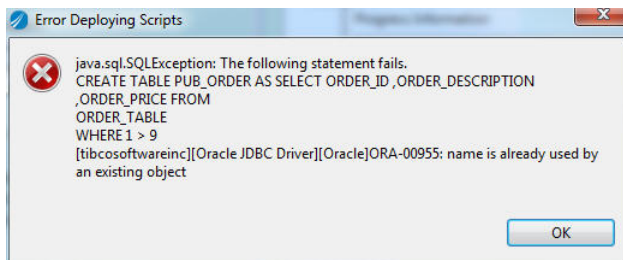 Error Deploying Scripts
Progress Information
java.sql.SQLException: The following statement fails.
CREATE TABLE PUB_ORDER AS SELECT ORDER_ID ,ORDER_DESCRIPTION
,ORDER_PRICE FROM
ORDER_TABLE
WHERE 1 > 9
[tibcosoftwareinc][Oracle JDBC Driver][Oracle]ORA-00955: name is already used by
an existing object
OK